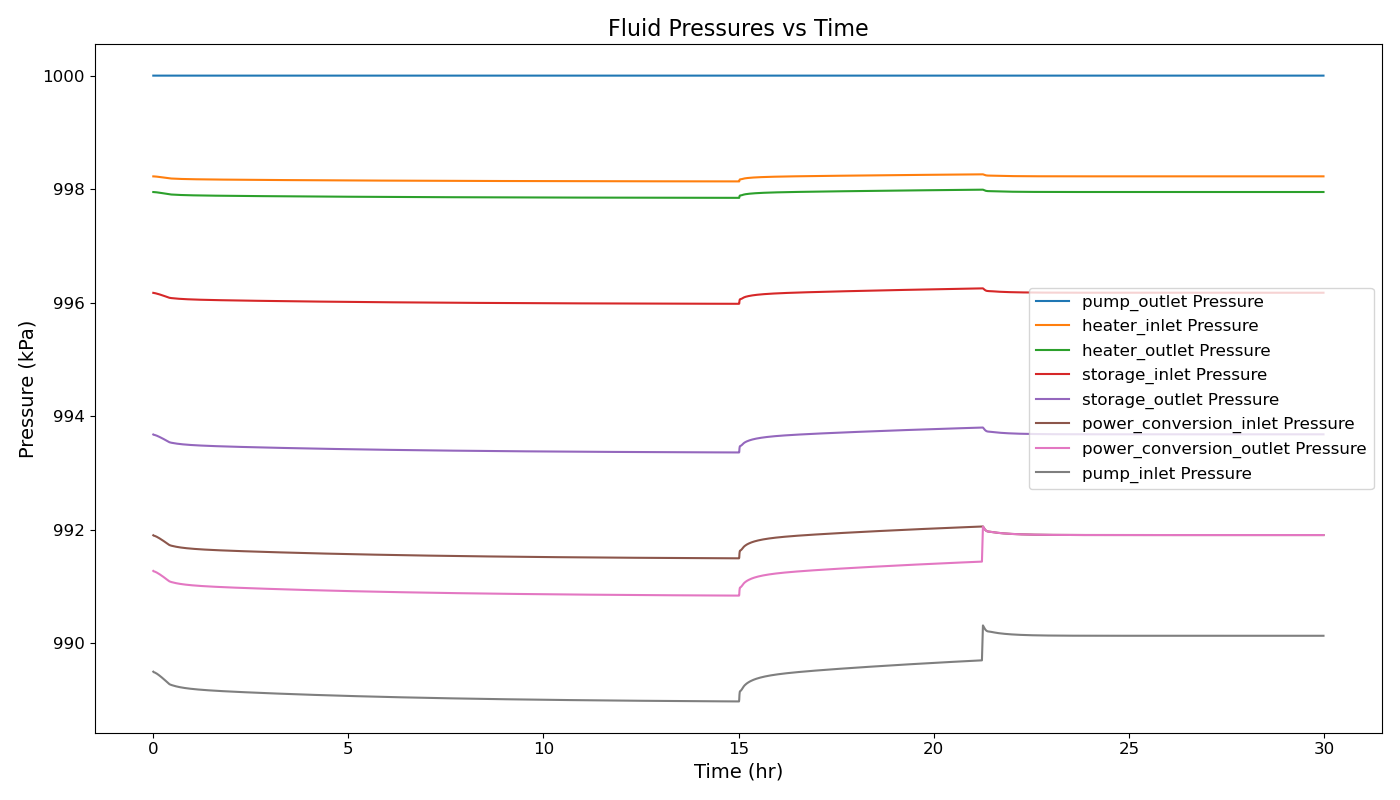 Fluid Pressures vs Time
1000
998
996
994
992
990
Pressure (kPa)
pump_outlet Pressure
heater_inlet Pressure
heater_outlet Pressure
storage_inlet Pressure
storage_outlet Pressure
power_conversion_inlet Pressure
power_conversion_outlet Pressure
pump_inlet Pressure
0 5 10 15 20 25 30
Time (hr)